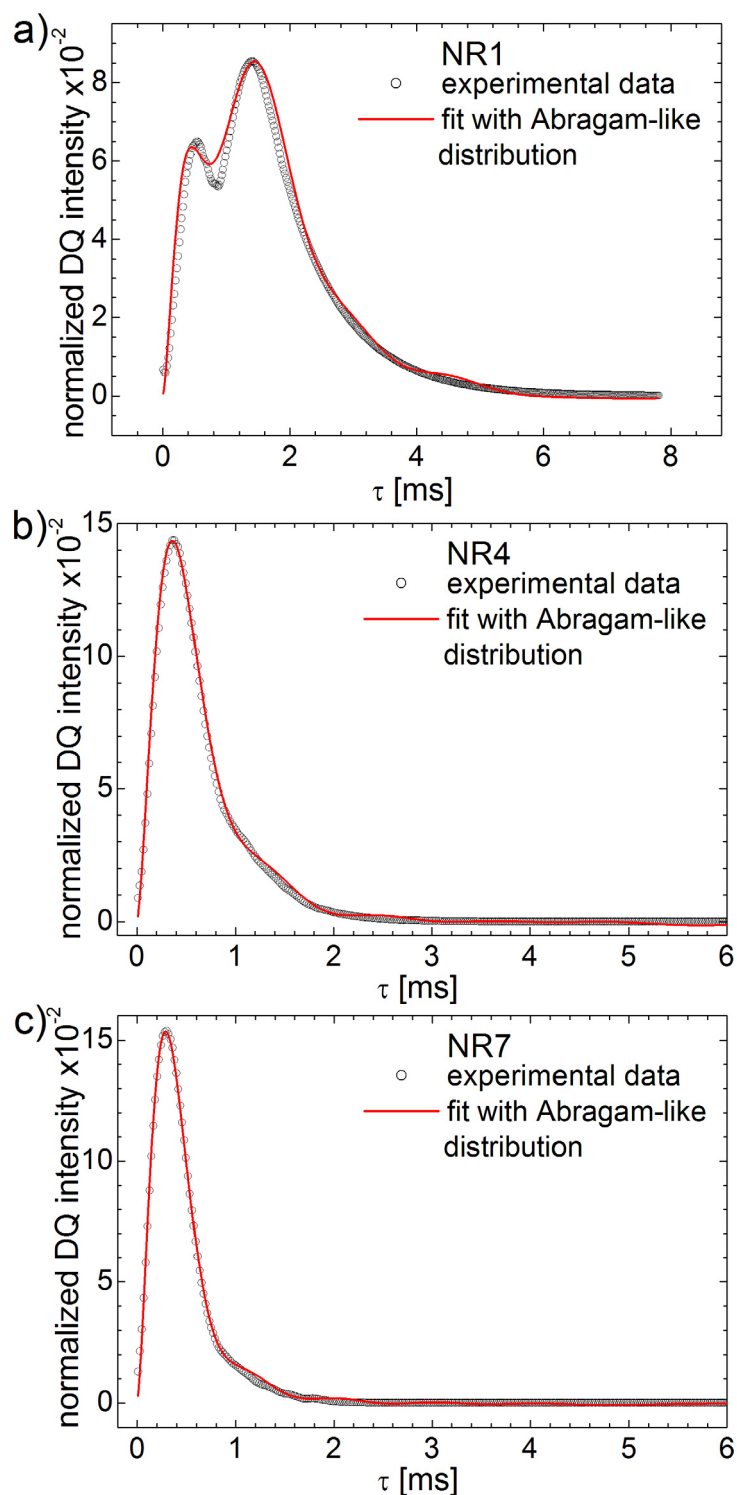 a)
normalized DQ intensity x10-2
NR1
experimental data
fit with Abragam-like
distribution
8
6
4
2
0
0 2 4 6 8
τ [ms]
b)
normalized DQ intensity x10-2
NR4
experimental data
fit with Abragam-like
distribution
15
10
5
0
0 1 2 3 4 5 6
τ [ms]
c)
normalized DQ intensity x10-2
NR7
experimental data
fit with Abragam-like
distribution
15
10
5
0
0 1 2 3 4 5 6
τ [ms]